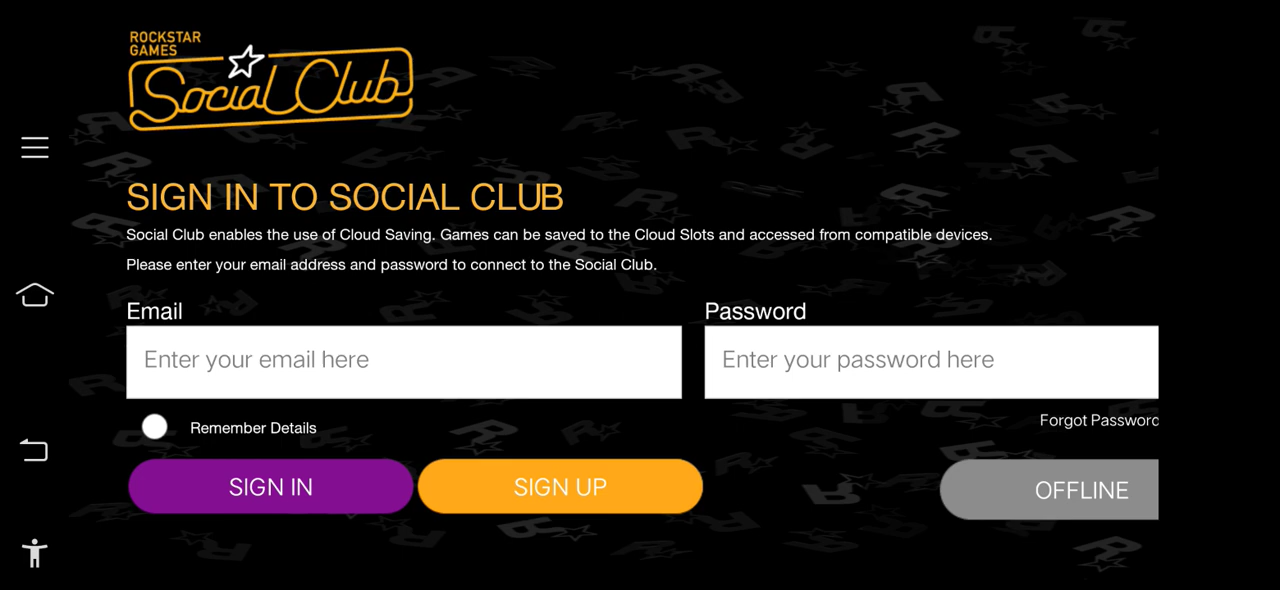 ROCKSTAR
GAMES
Social Club
SIGN IN TO SOCIAL CLUB
Social Club enables the use of Cloud Saving. Games can be saved to the Cloud Slots and accessed from compatible devices.
Please enter your email address and password to connect to the Social Club.
Email
Password
Enter your email here
Enter your password here
Remember Details
Forgot Password
SIGN IN
SIGN UP
OFFLINE